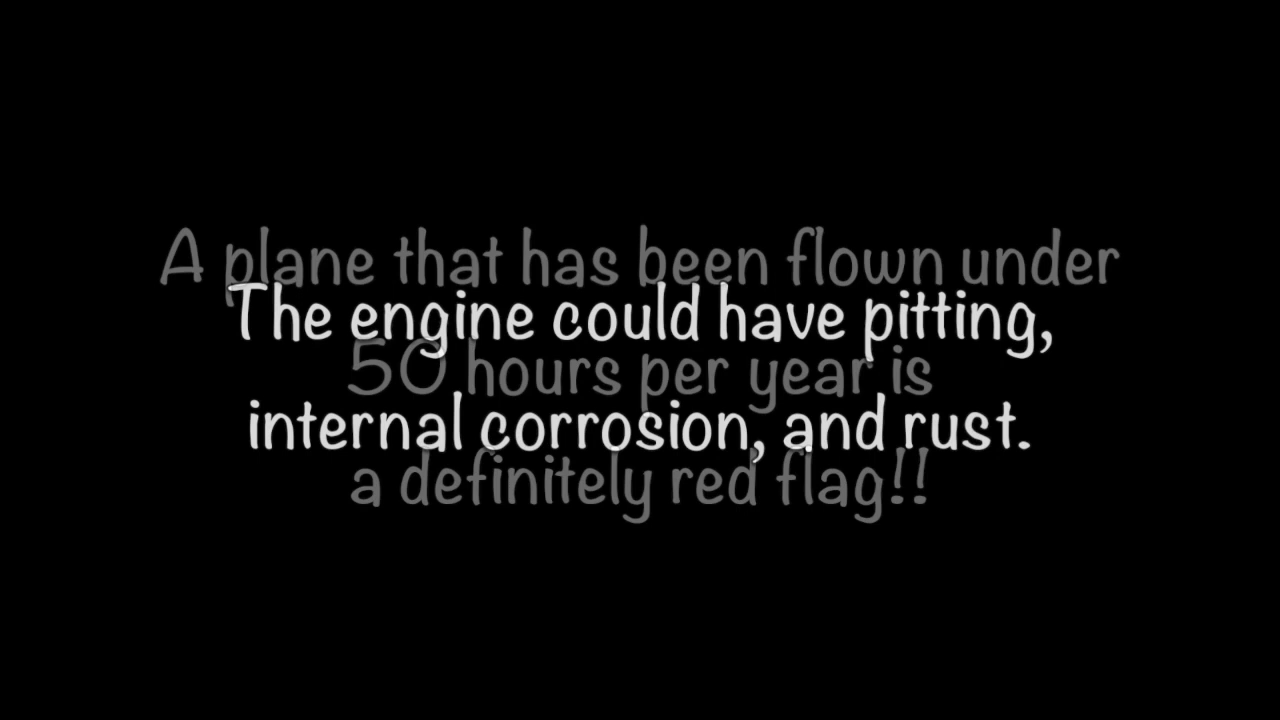 A plane that has been flown under
The engine could have pitting,
50 hours per year is
internal corrosion, and rust.
a definitely red flag!!